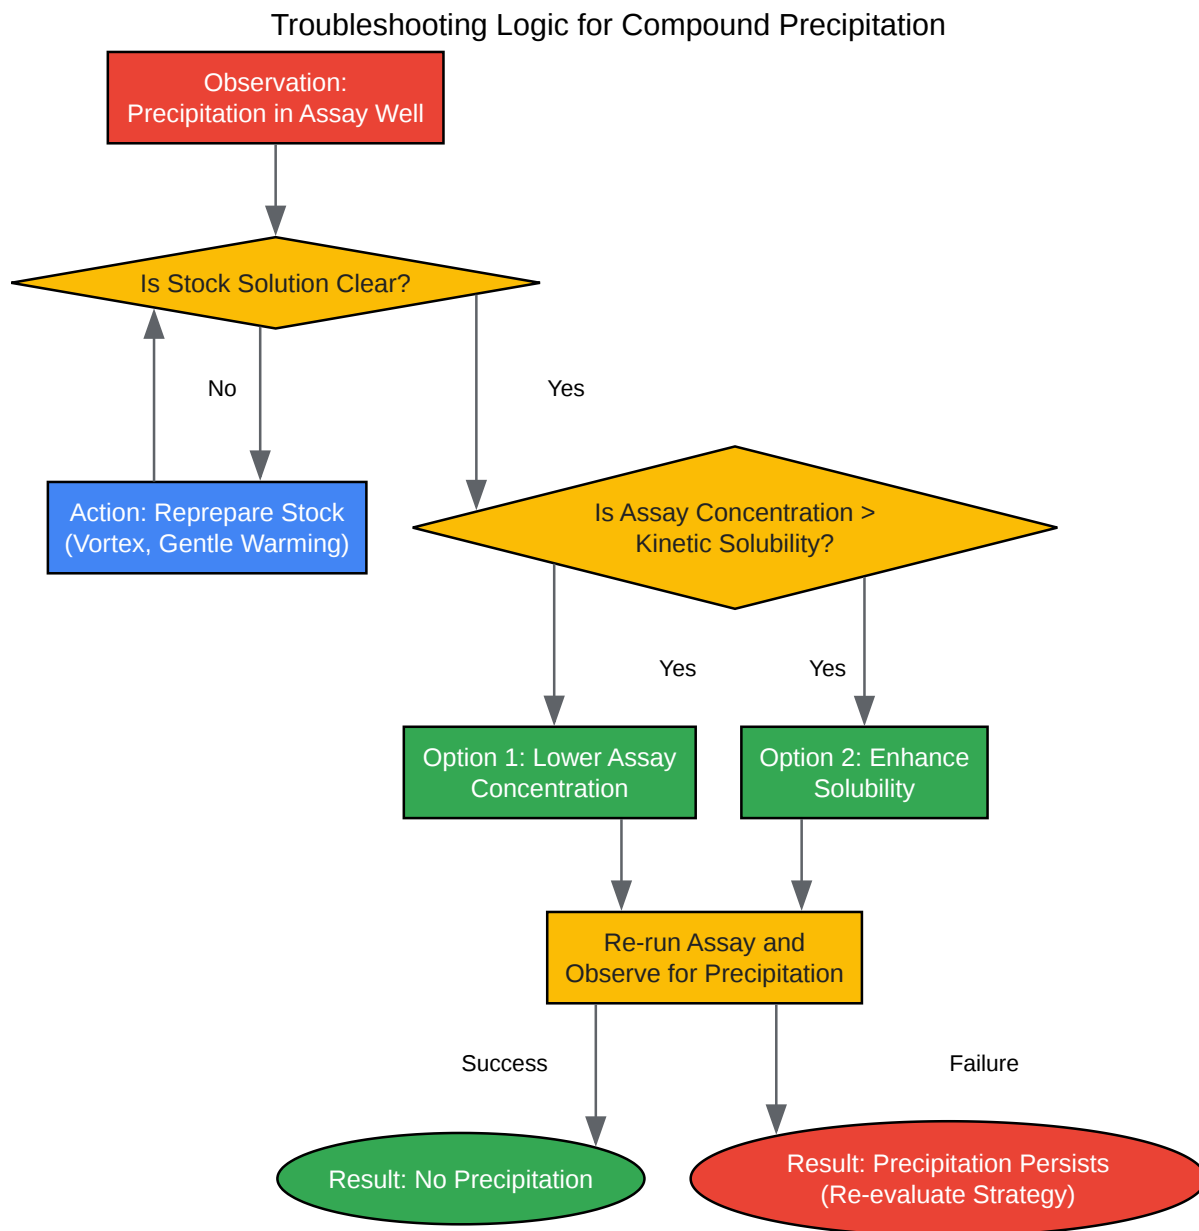 Troubleshooting Logic for Compound Precipitation
Observation:
Precipitation in Assay Well
Is Stock Solution Clear?
No
Yes
Action: Reprepare Stock
(Vortex, Gentle Warming)
Is Assay Concentration >
Kinetic Solubility?
Yes
Yes
Option 1: Lower Assay
Concentration
Option 2: Enhance
Solubility
Re-run Assay and
Observe for Precipitation
Success
Failure
Result: No Precipitation
Result: Precipitation Persists
(Re-evaluate Strategy)